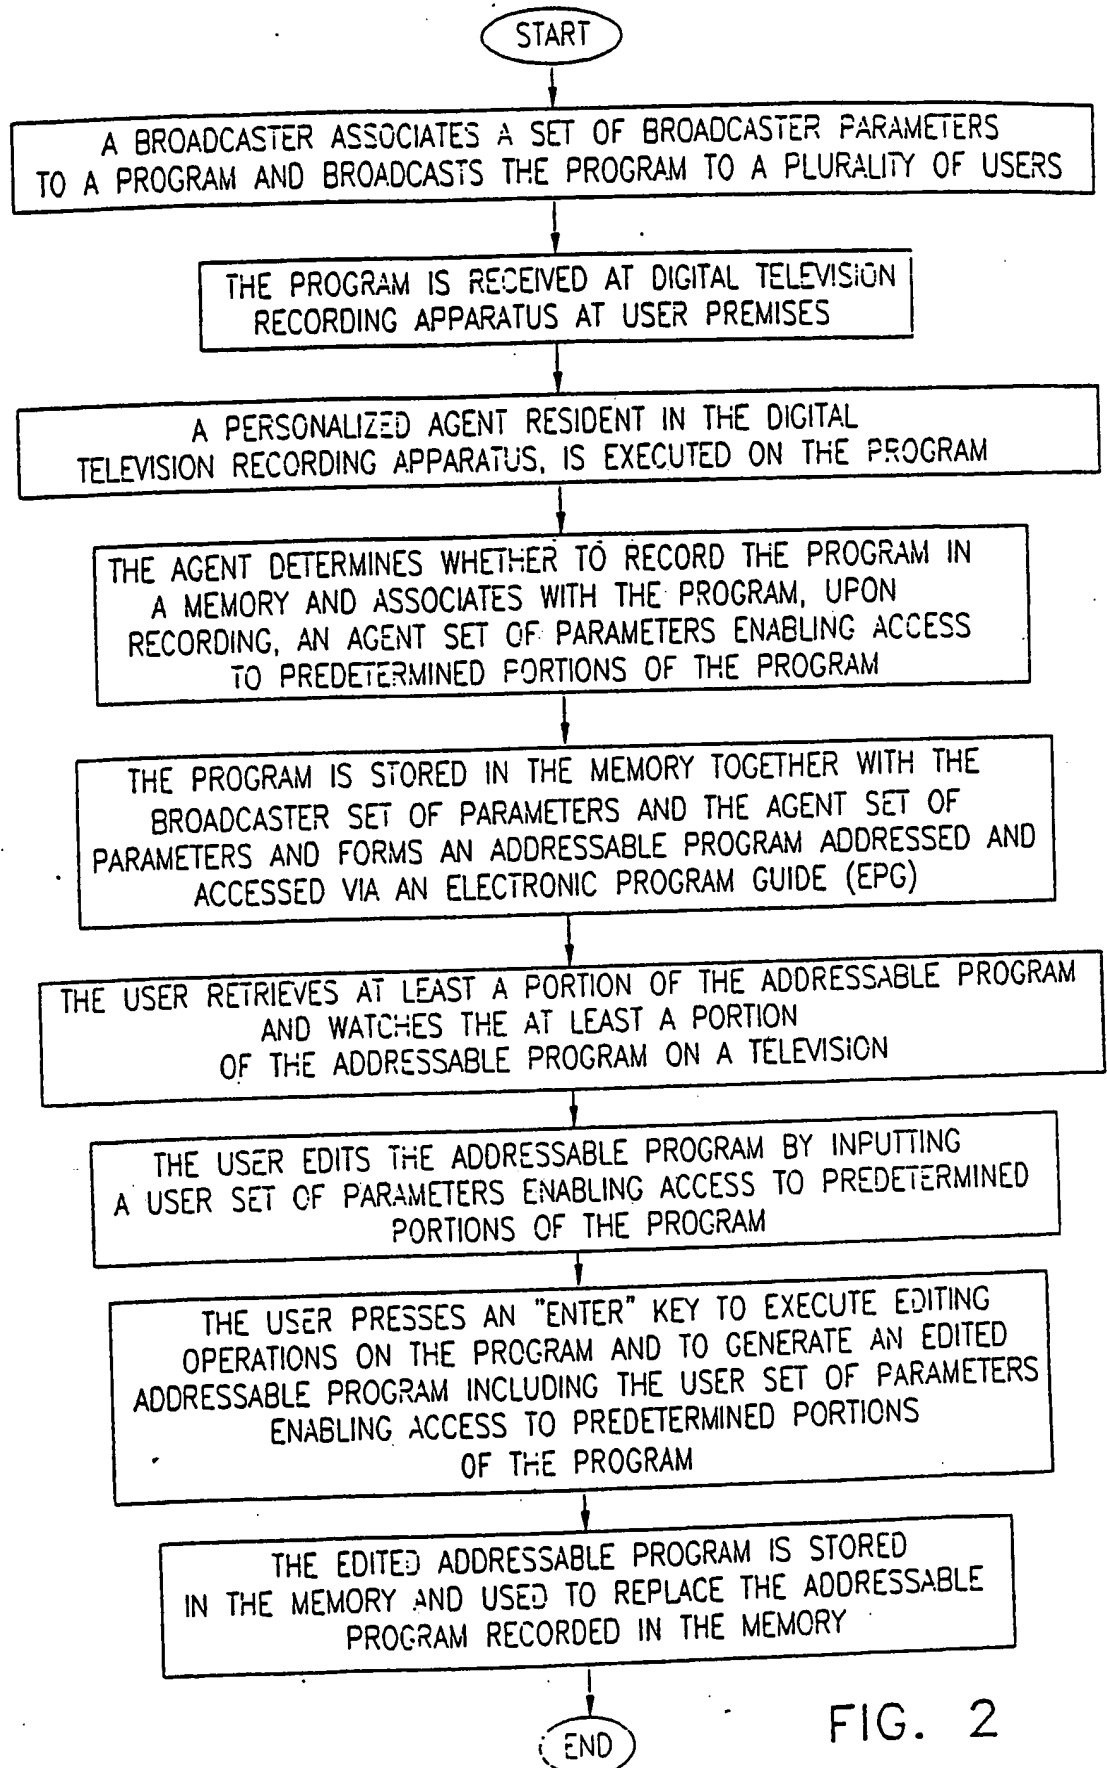 START
A BROADCASTER ASSOCIATES A SET OF BROADCASTER PARAMETERS
TO A PROGRAM AND BROADCASTS THE PROGRAM TO A PLURALITY OF USERS
THE PROGRAM IS RECEIVED AT DIGITAL TELEVISION
RECORDING APPARATUS AT USER PREMISES
A PERSONALIZED AGENT RESIDENT IN THE DIGITAL
TELEVISION RECORDING APPARATUS, IS EXECUTED ON THE PROGRAM
THE AGENT DETERMINES WHETHER TO RECORD THE PROGRAM IN
A MEMORY AND ASSOCIATES WITH THE PROGRAM, UPON
RECORDING, AN AGENT SET OF PARAMETERS ENABLING ACCESS
TO PREDETERMINED PORTIONS OF THE PROGRAM
THE PROGRAM IS STORED IN THE MEMORY TOGETHER WITH THE
BROADCASTER SET OF PARAMETERS AND THE AGENT SET OF
PARAMETERS AND FORMS AN ADDRESSABLE PROGRAM ADDRESSED AND
ACCESSED VIA AN ELECTRONIC PROGRAM GUIDE (EPG)
THE USER RETRIEVES AT LEAST A PORTION OF THE ADDRESSABLE PROGRAM
AND WATCHES THE AT LEAST A PORTION
OF THE ADDRESSABLE PROGRAM ON A TELEVISION
THE USER EDITS THE ADDRESSABLE PROGRAM BY INPUTTING
A USER SET OF PARAMETERS ENABLING ACCESS TO PREDETERMINED
PORTIONS OF THE PROGRAM
THE USER PRESSES AN "ENTER" KEY TO EXECUTE EDITING
OPERATIONS ON THE PROGRAM AND TO GENERATE AN EDITED
ADDRESSABLE PROGRAM INCLUDING THE USER SET OF PARAMETERS
ENABLING ACCESS TO PREDETERMINED PORTIONS
OF THE PROGRAM
THE EDITED ADDRESSABLE PROGRAM IS STORED
IN THE MEMORY AND USED TO REPLACE THE ADDRESSABLE
PROGRAM RECORDED IN THE MEMORY
END
FIG. 2